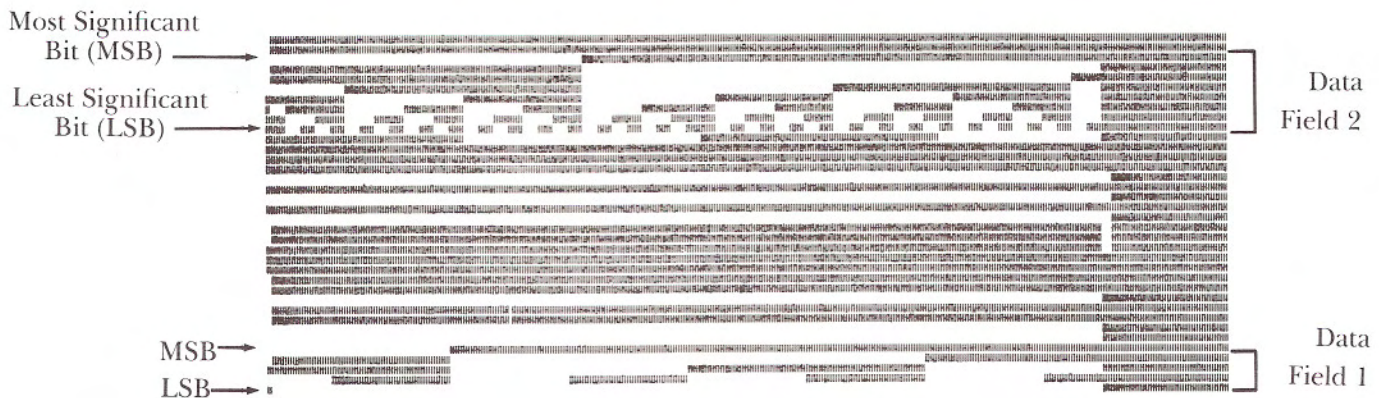 Most Significant
Bit (MSB)
Least Significant
Bit (LSB)
Data
Field 2
MSB
LSB
Data
Field 1